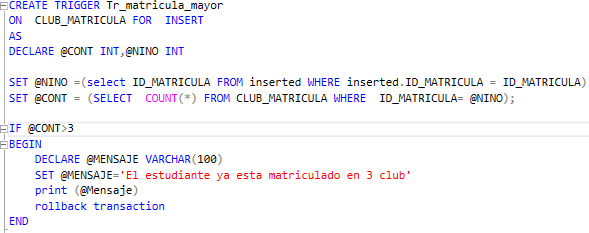 CREATE TRIGGER Tr_matricula_mayor
ON CLUB_MATRICULA FOR INSERT
AS
DECLARE @CONT INT,@NINO INT
SET @NINO =(select ID_MATRICULA FROM inserted WHERE inserted.ID_MATRICULA = ID_MATRICULA)
SET @CONT = (SELECT COUNT(*) FROM CLUB_MATRICULA WHERE ID_MATRICULA= @NINO);
IF @CONT>3
BEGIN
DECLARE @MENSAJE VARCHAR(100)
SET @MENSAJE='El estudiante ya esta matriculado en 3 club'
print (@Mensaje)
rollback transaction
END